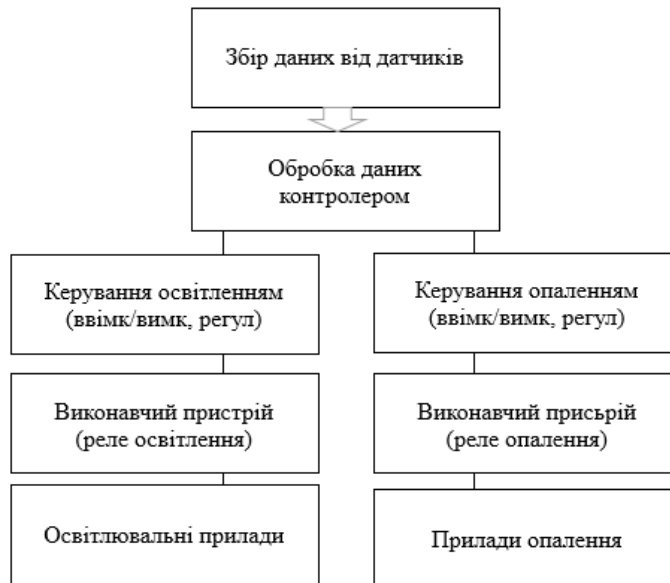 Збір даних від датчиків
Обробка даних
контролером
Керування освітленням
(ввімк/вимк, регул)
Керування опаленням
(ввімк/вимк, регул)
Виконавчий пристрій
(реле освітлення)
Виконавчий присьрій
(реле опалення)
Освітлювальні прилади
Прилади опалення